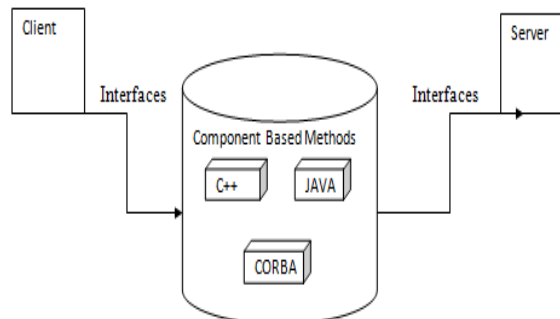 Client
Server
Interfaces
Interfaces
Component Based Methods
C++
JAVA
CORBA